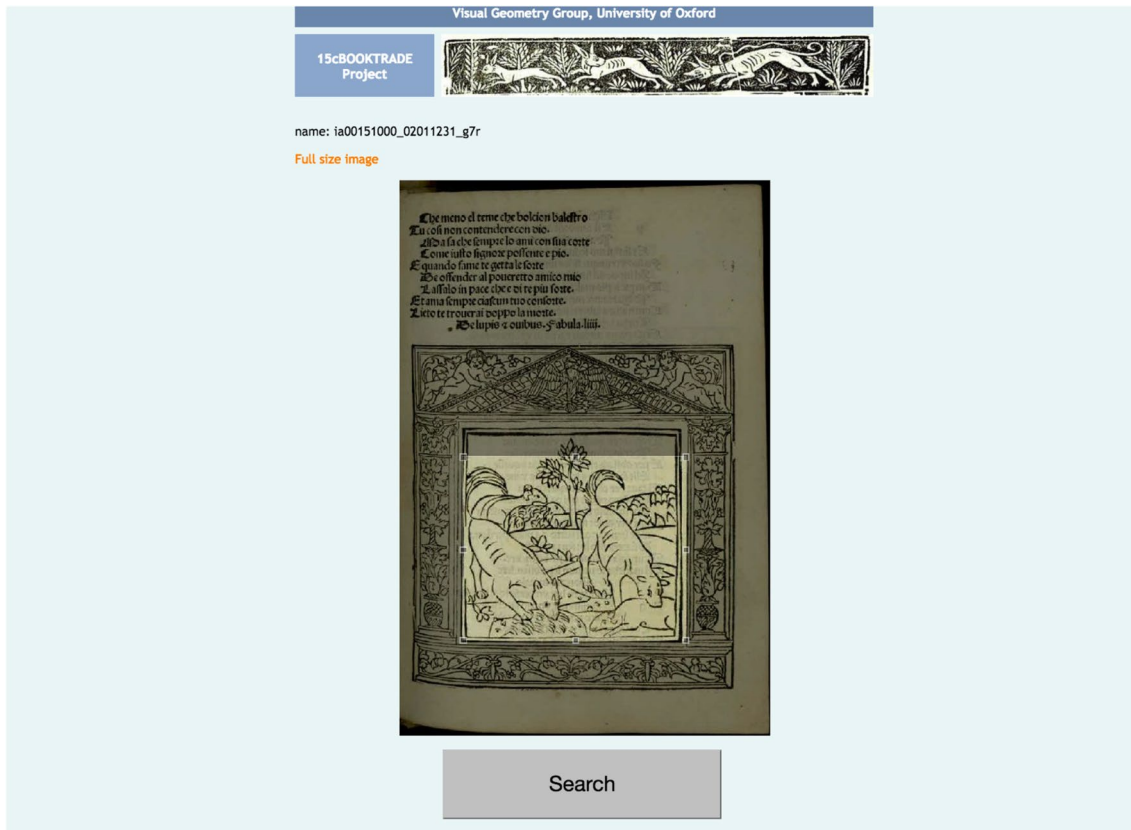 Visual Geometry Group, University of Oxford
15cBOOKTRADE
Project
name: ia00151000_02011231_g7r
Full size image
Che meno el teme che bolcion balestro
Tu cosi non contendere con dio.
Ma fa che sempre lo ami con sua corte
Come iusto signore possente e pio.
E quando fame te getta le sorte
De offender al poueretto amico mio
Lassalo in pace che e di te piu forte.
Et ama sempre ciascun tuo consorte.
Lieto te trouerai doppo la morte.
De lupis ⁊ ouibus. Fabula. liiii.
Search